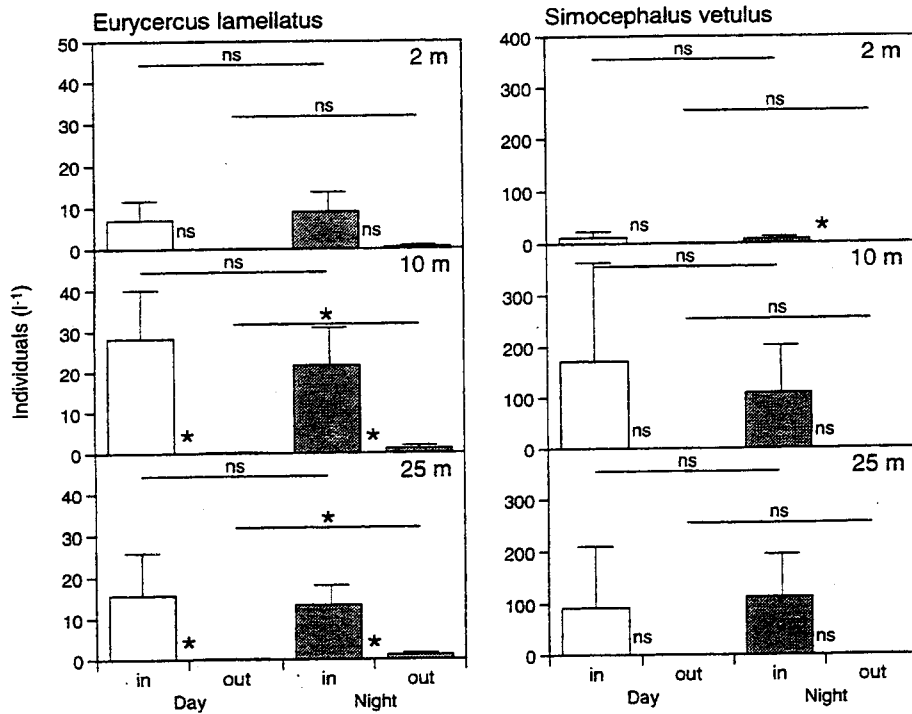 Eurycercus lamellatus
Simocephalus vetulus
Individuals (l-1)
50
40
30
20
10
0
2 m
ns
ns
ns
ns
40
30
20
10
0
10 m
ns
*
*
*
40
30
20
10
0
25 m
ns
*
*
*
in
out
in
out
Day
Night
400
300
200
100
0
2 m
ns
ns
ns
*
300
200
100
0
10 m
ns
ns
ns
ns
300
200
100
0
25 m
ns
ns
ns
ns
in
out
in
out
Day
Night